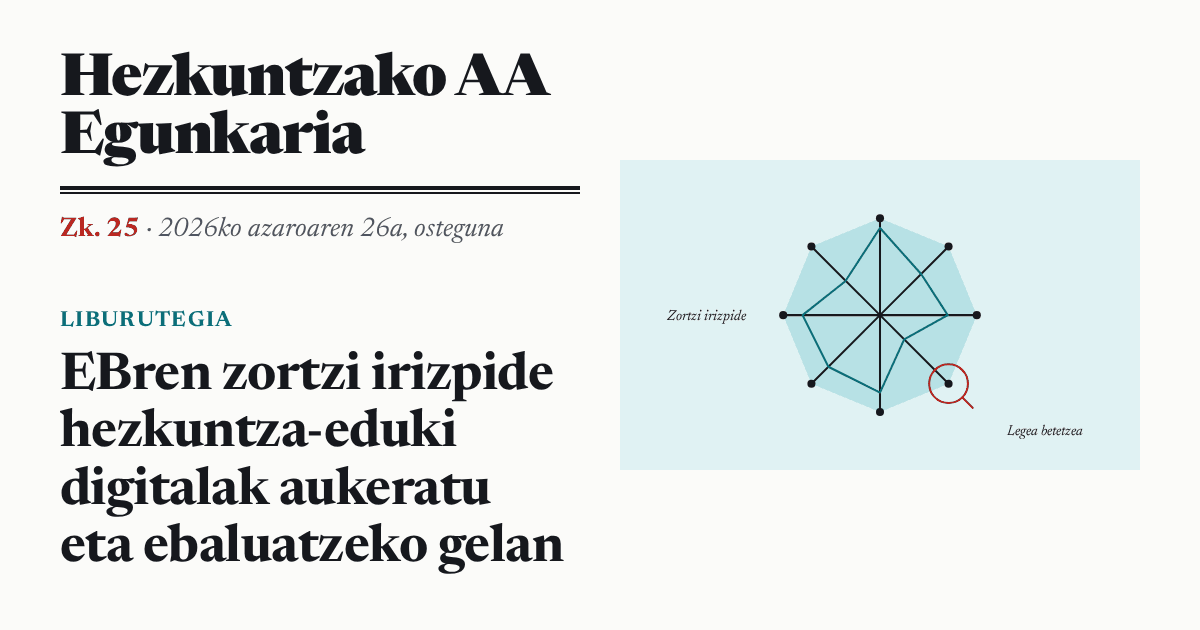 Hezkuntzako AA
Egunkaria
Zk. 25 · 2026ko azaroaren 26a, osteguna
LIBURUTEGIA
EBren zortzi irizpide
hezkuntza-eduki
digitalak aukeratu
eta ebaluatzeko gelan
Zortzi irizpide
Legea betetzea